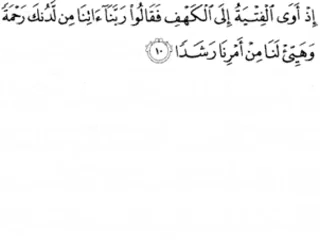 إِذْ أَوَى ٱلْفِتْيَةُ إِلَى ٱلْكَهْفِ فَقَالُوا۟ رَبَّنَآ ءَاتِنَا مِن لَّدُنكَ رَحْمَةً
وَهَيِّئْ لَنَا مِنْ أَمْرِنَا رَشَدًا ١٠